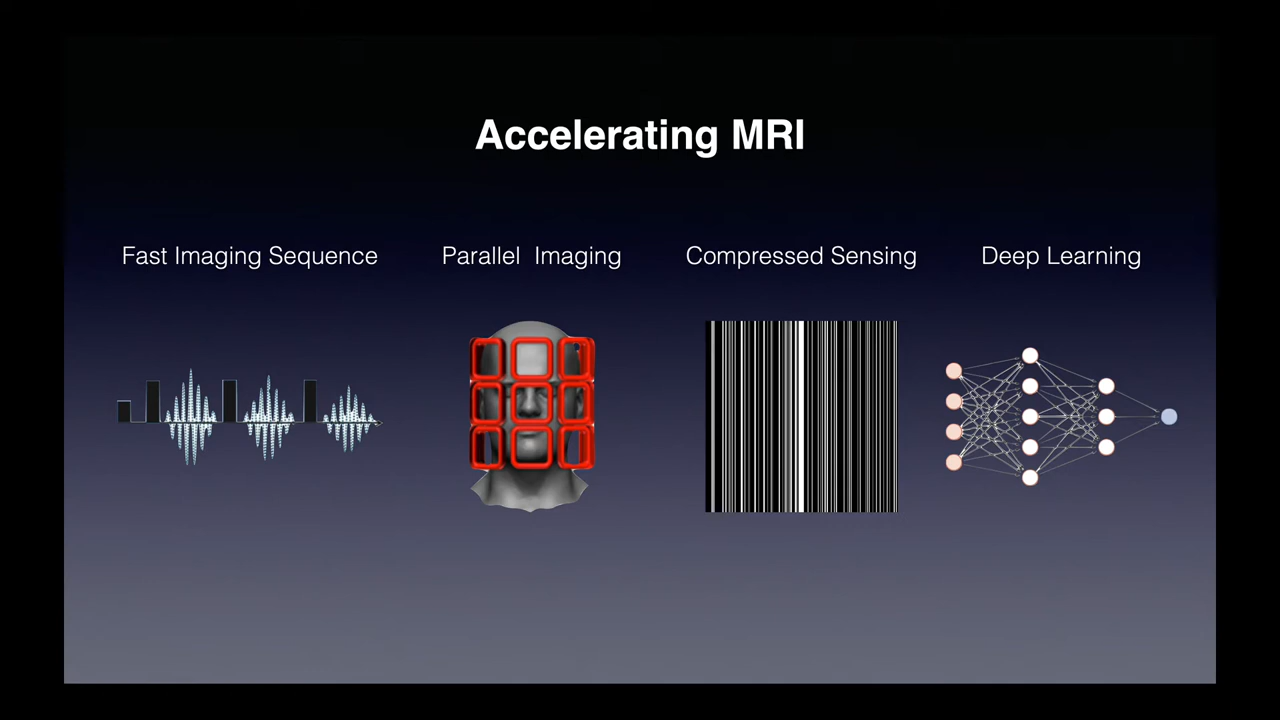 Accelerating MRI
Fast Imaging Sequence
Parallel Imaging
Compressed Sensing
Deep Learning